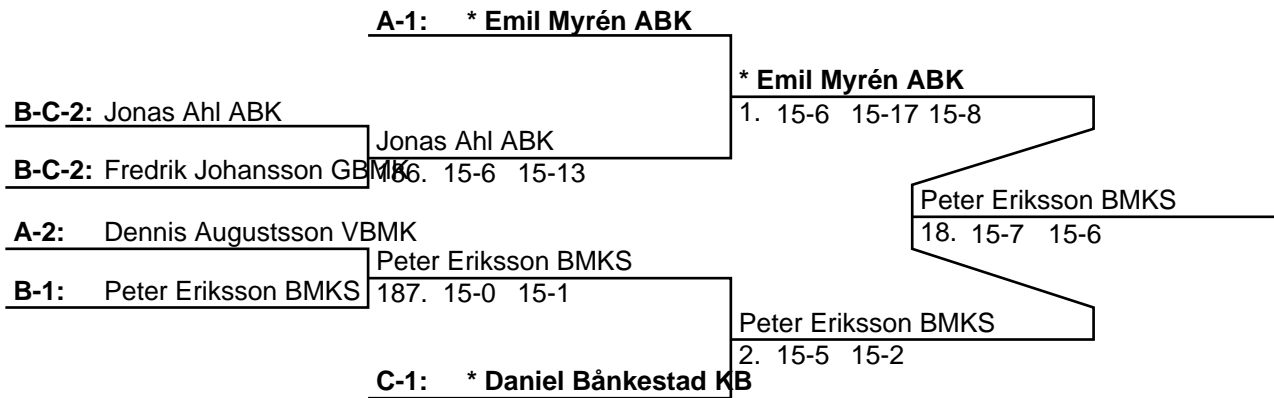 A-1: * Emil Myrén ABK
* Emil Myrén ABK
1. 15-6 15-17 15-8
B-C-2: Jonas Ahl ABK
Jonas Ahl ABK
B-C-2: Fredrik Johansson GBMK
186. 15-6 15-13
Peter Eriksson BMKS
18. 15-7 15-6
A-2: Dennis Augustsson VBMK
Peter Eriksson BMKS
B-1: Peter Eriksson BMKS
187. 15-0 15-1
Peter Eriksson BMKS
2. 15-5 15-2
C-1: * Daniel Bånkestad KB